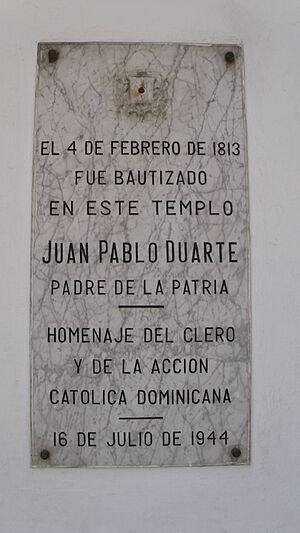 EL 4 DE FEBRERO DE 1813
FUE BAUTIZADO
EN ESTE TEMPLO
JUAN PABLO DUARTE
PADRE DE LA PATRIA
HOMENAJE DEL CLERO
Y DE LA ACCION
CATOLICA DOMINICANA
16 DE JULIO DE 1944